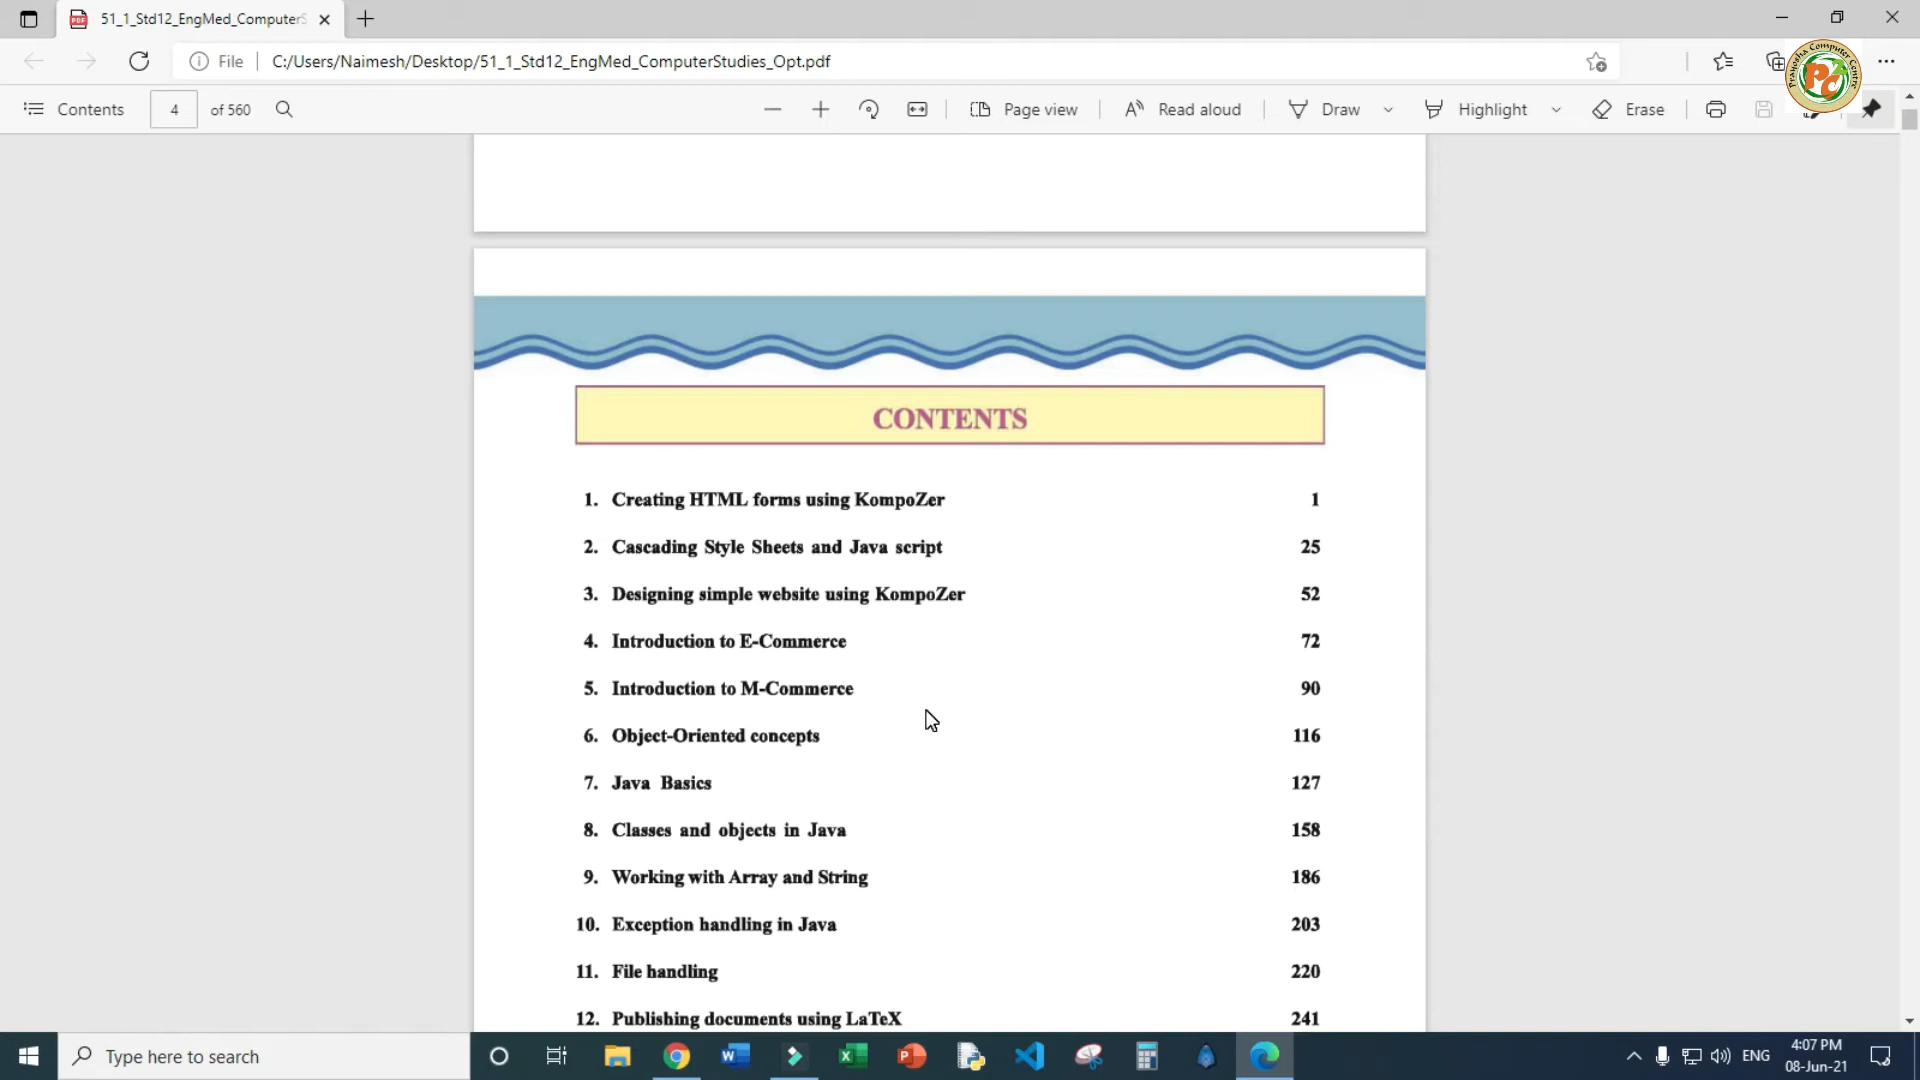 51_1_Std12_EngMed_ComputerS
File
C:/Users/Naimesh/Desktop/51_1_Std12_EngMed_ComputerStudies_Opt.pdf
Prayosha Computer Centre
PC
Contents
4
of 560
Page view
Read aloud
Draw
Highlight
Erase
CONTENTS
1. Creating HTML forms using KompoZer 1
2. Cascading Style Sheets and Java script 25
3. Designing simple website using KompoZer 52
4. Introduction to E-Commerce 72
5. Introduction to M-Commerce 90
6. Object-Oriented concepts 116
7. Java Basics 127
8. Classes and objects in Java 158
9. Working with Array and String 186
10. Exception handling in Java 203
11. File handling 220
12. Publishing documents using LaTeX 241
Type here to search
ENG
4:07 PM
08-Jun-21